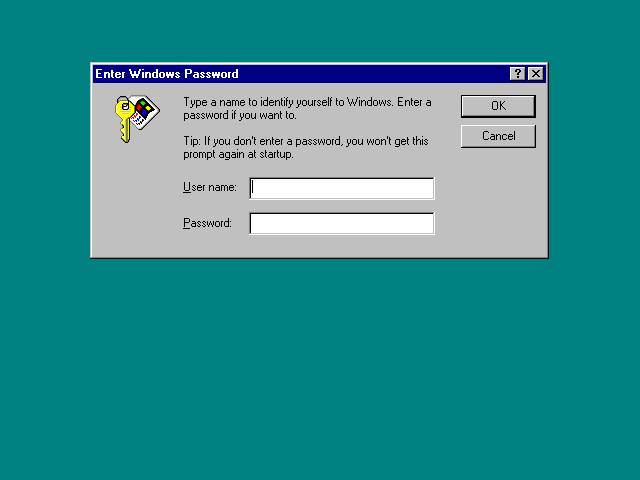 Enter Windows Password
Type a name to identify yourself to Windows. Enter a
password if you want to.
Tip: If you don't enter a password, you won't get this
prompt again at startup.
User name:
Password:
OK
Cancel